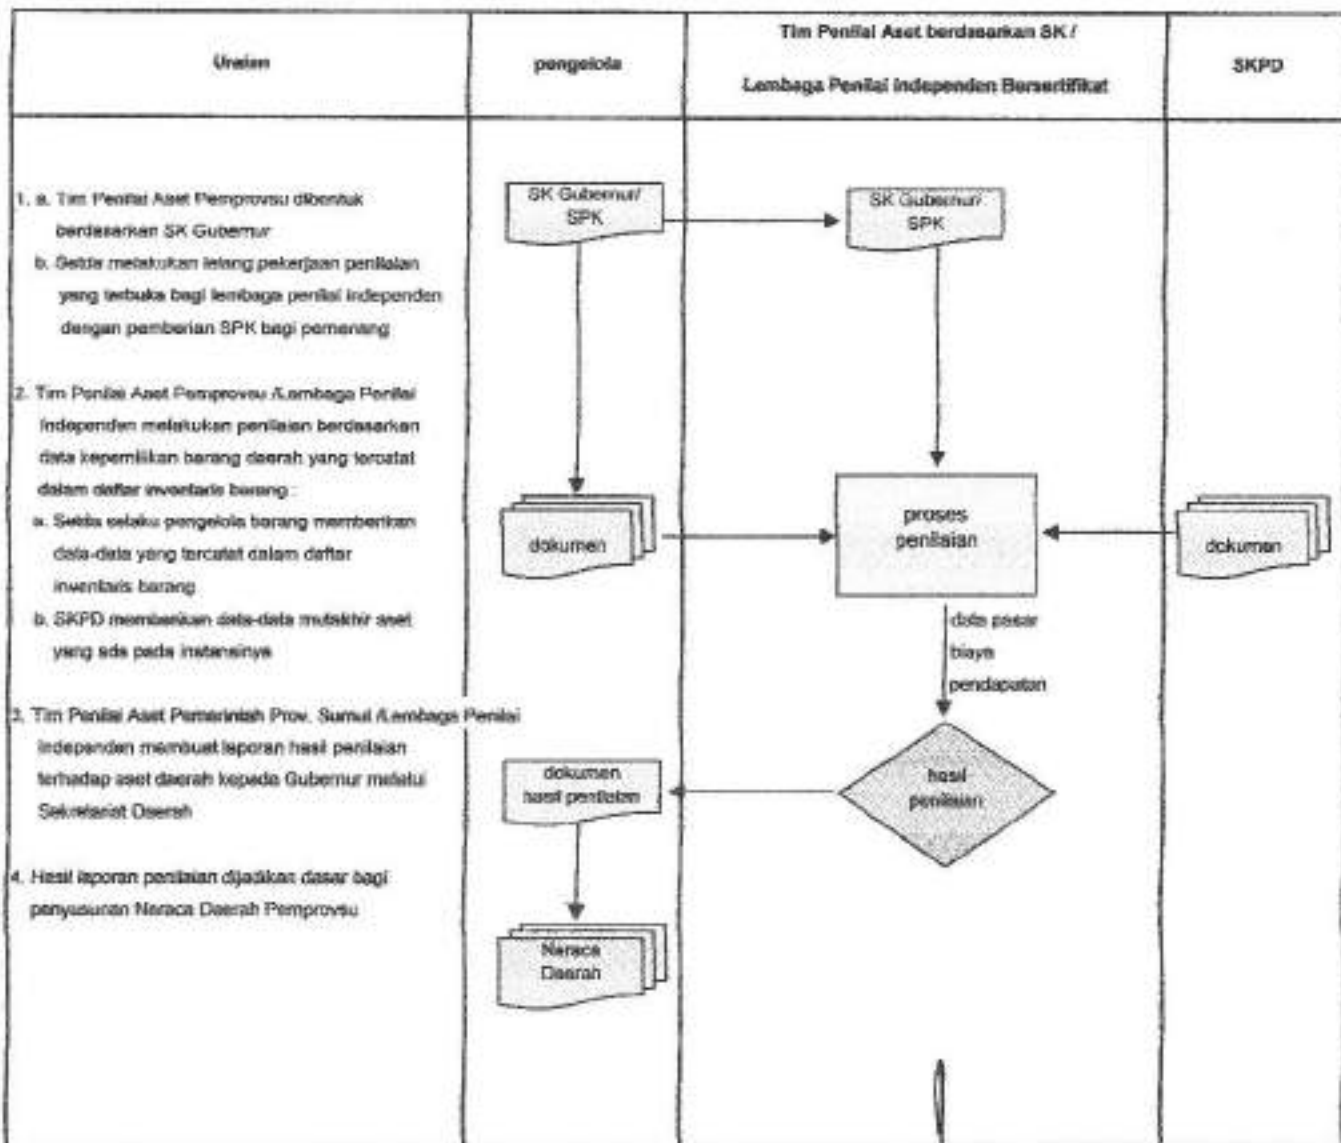 Uraian
pengelola
Tim Penilai Aset berdasarkan SK /
Lembaga Penilai Independen Bersertifikat
SKPD
1. a. Tim Penilai Aset Pemprovsu dibentuk
berdasarkan SK Gubernur
b. Setda melakukan lelang pekerjaan penilaian
yang terbuka bagi lembaga penilai independen
dengan pemberian SPK bagi pemenang
2. Tim Penilai Aset Pemprovsu /Lembaga Penilai
Independen melakukan penilaian berdasarkan
data kepemilikan barang daerah yang tercatat
dalam daftar inventaris barang :
a. Setda selaku pengelola barang memberikan
data-data yang tercatat dalam daftar
inventaris barang
b. SKPD memberikan data-data mutakhir aset
yang ada pada instansinya
3. Tim Penilai Aset Pemerintah Prov. Sumut /Lembaga Penilai
Independen membuat laporan hasil penilaian
terhadap aset daerah kepada Gubernur melalui
Sekretariat Daerah
4. Hasil laporan penilaian dijadikan dasar bagi
penyusunan Neraca Daerah Pemprovsu
SK Gubernur/
SPK
SK Gubernur/
SPK
dokumen
proses
penilaian
dokumen
data pasar
biaya
pendapatan
hasil
penilaian
dokumen
hasil penilaian
Neraca
Daerah